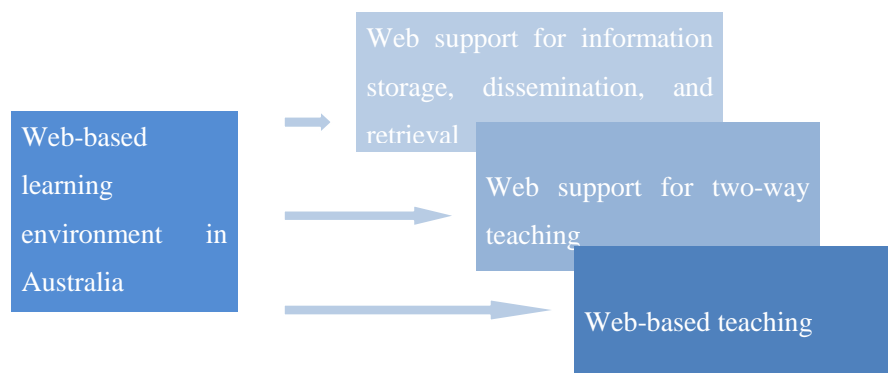 Web support for information
storage, dissemination, and
retrieval
Web-based
learning
environment in
Australia
Web support for two-way
teaching
Web-based teaching